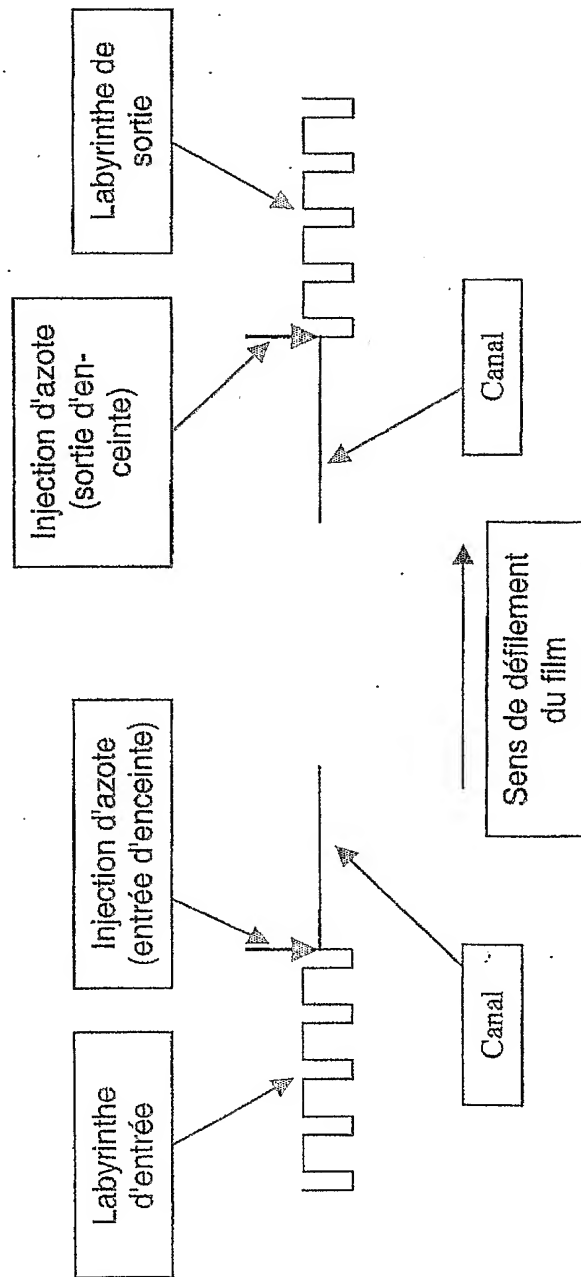 Labyrinthe
d'entrée
Injection d'azote
(entrée d'enceinte)
Injection d'azote
(sortie d'en-
ceinte)
Labyrinthe de
sortie
Canal
Sens de défilement
du film
Canal